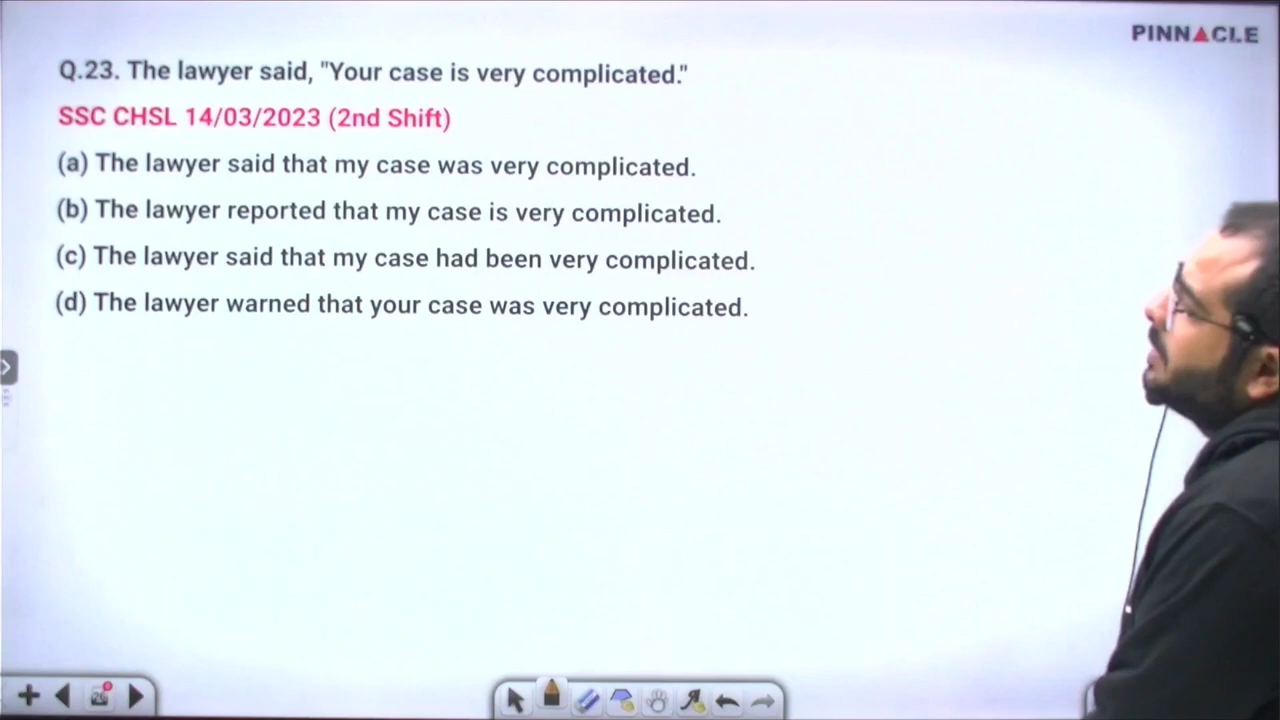 PINNACLE
Q.23. The lawyer said, "Your case is very complicated."
SSC CHSL 14/03/2023 (2nd Shift)
(a) The lawyer said that my case was very complicated.
(b) The lawyer reported that my case is very complicated.
(c) The lawyer said that my case had been very complicated.
(d) The lawyer warned that your case was very complicated.